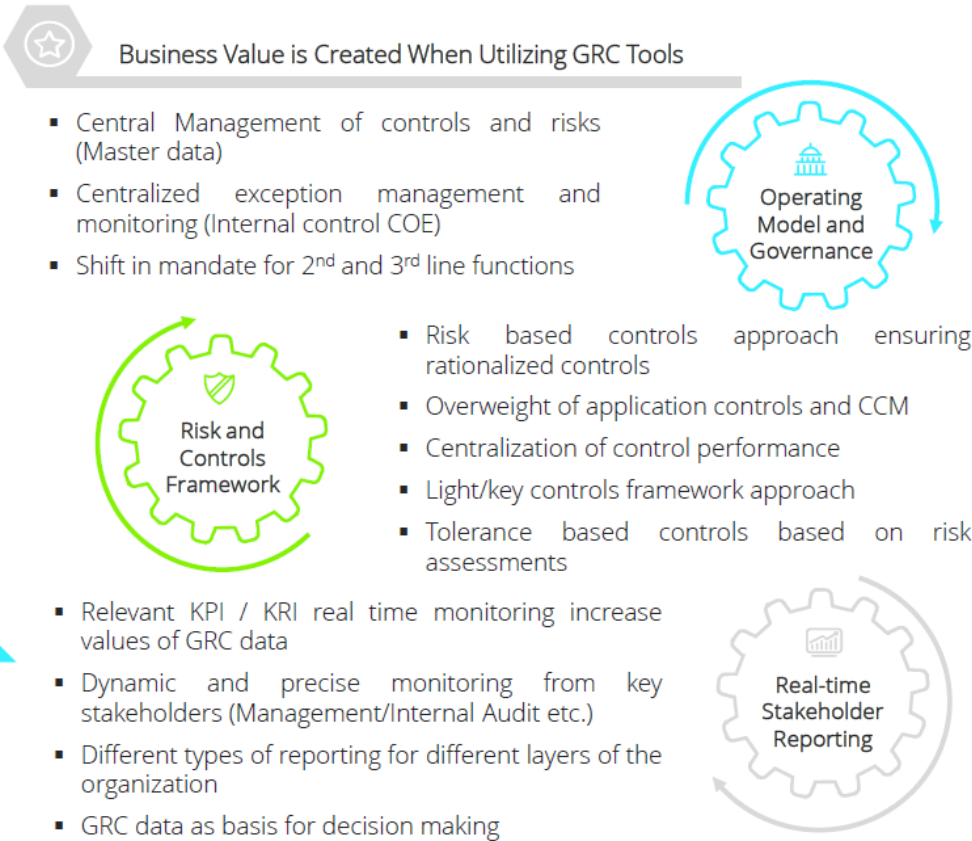 Business Value is Created When Utilizing GRC Tools
▪ Central Management of controls and risks
(Master data)
▪ Centralized exception management and
monitoring (Internal control COE)
▪ Shift in mandate for 2nd and 3rd line functions
Operating
Model and
Governance
Risk and
Controls
Framework
▪ Risk based controls approach ensuring
rationalized controls
▪ Overweight of application controls and CCM
▪ Centralization of control performance
▪ Light/key controls framework approach
▪ Tolerance based controls based on risk
assessments
▪ Relevant KPI / KRI real time monitoring increase
values of GRC data
▪ Dynamic and precise monitoring from key
stakeholders (Management/Internal Audit etc.)
▪ Different types of reporting for different layers of the
organization
▪ GRC data as basis for decision making
Real-time
Stakeholder
Reporting